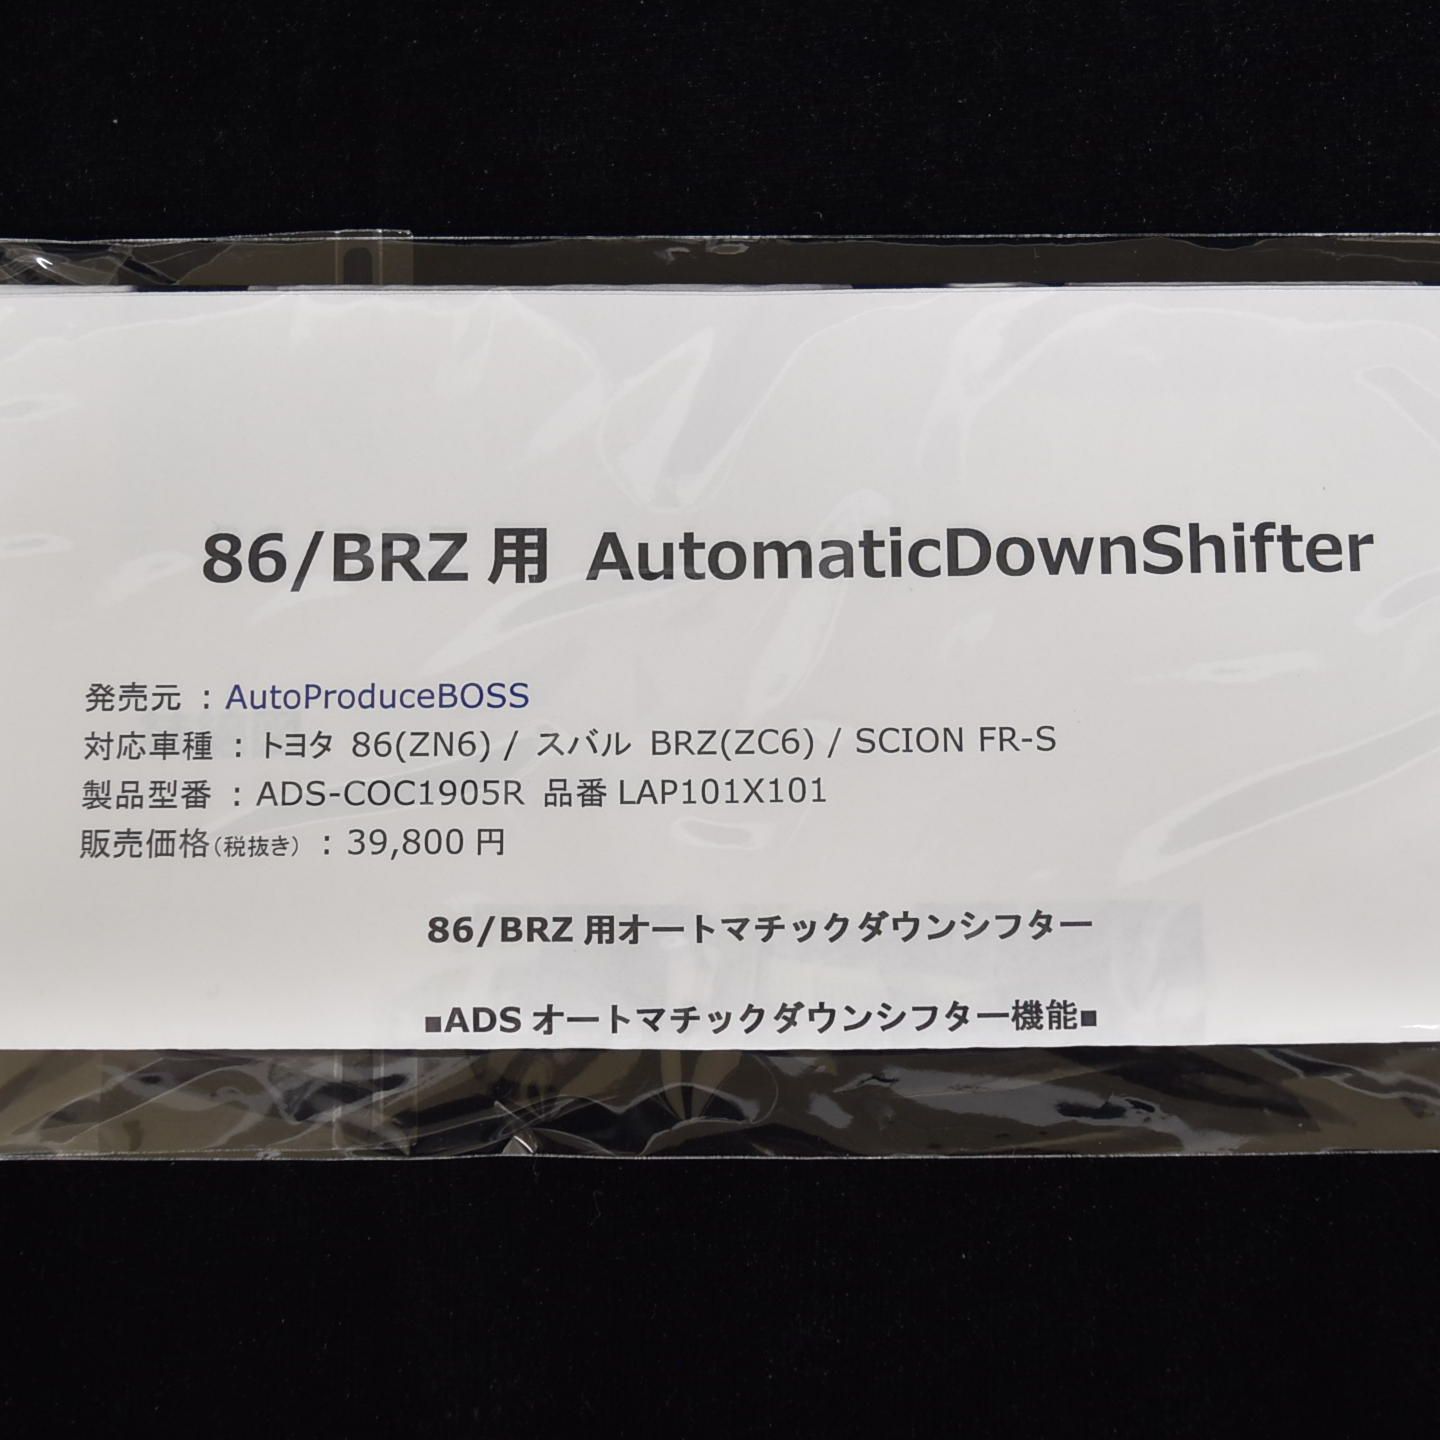 86/BRZ 用 AutomaticDownShifter
発売元 : AutoProduceBOSS
対応車種 : トヨタ 86(ZN6) / スバル BRZ(ZC6) / SCION FR-S
製品型番 : ADS-COC1905R 品番 LAP101X101
販売価格(税抜き) : 39,800 円
86/BRZ 用オートマチックダウンシフター
■ADS オートマチックダウンシフター機能■